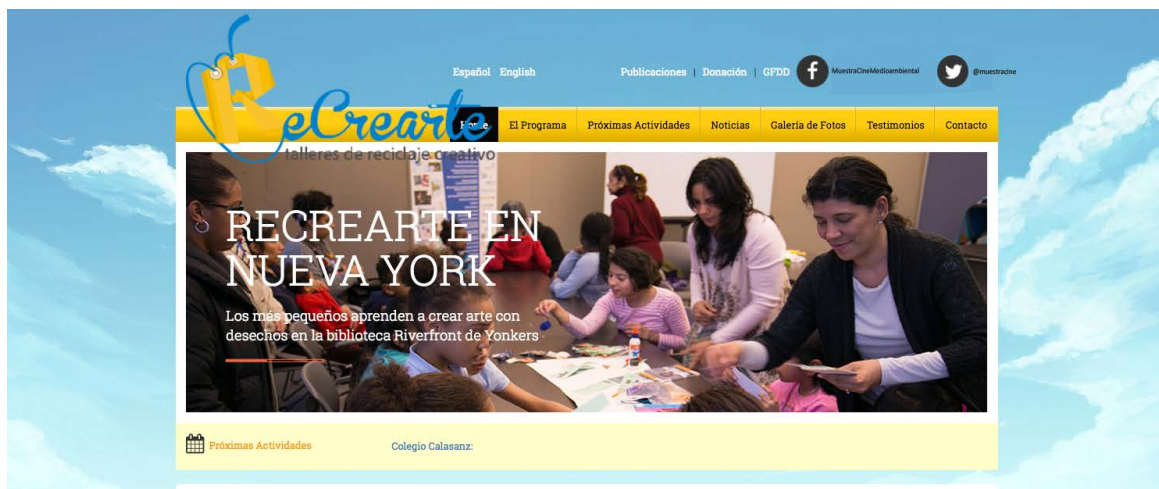 ReCrearte
talleres de reciclaje creativo
Español English
Publicaciones | Donación | GFDD
MuestraCineMedioambiental
@muestracine
Home El Programa Próximas Actividades Noticias Galería de Fotos Testimonios Contacto
RECREARTE EN
NUEVA YORK
Los más pequeños aprenden a crear arte con
desechos en la biblioteca Riverfront de Yonkers
Próximas Actividades
Colegio Calasanz: